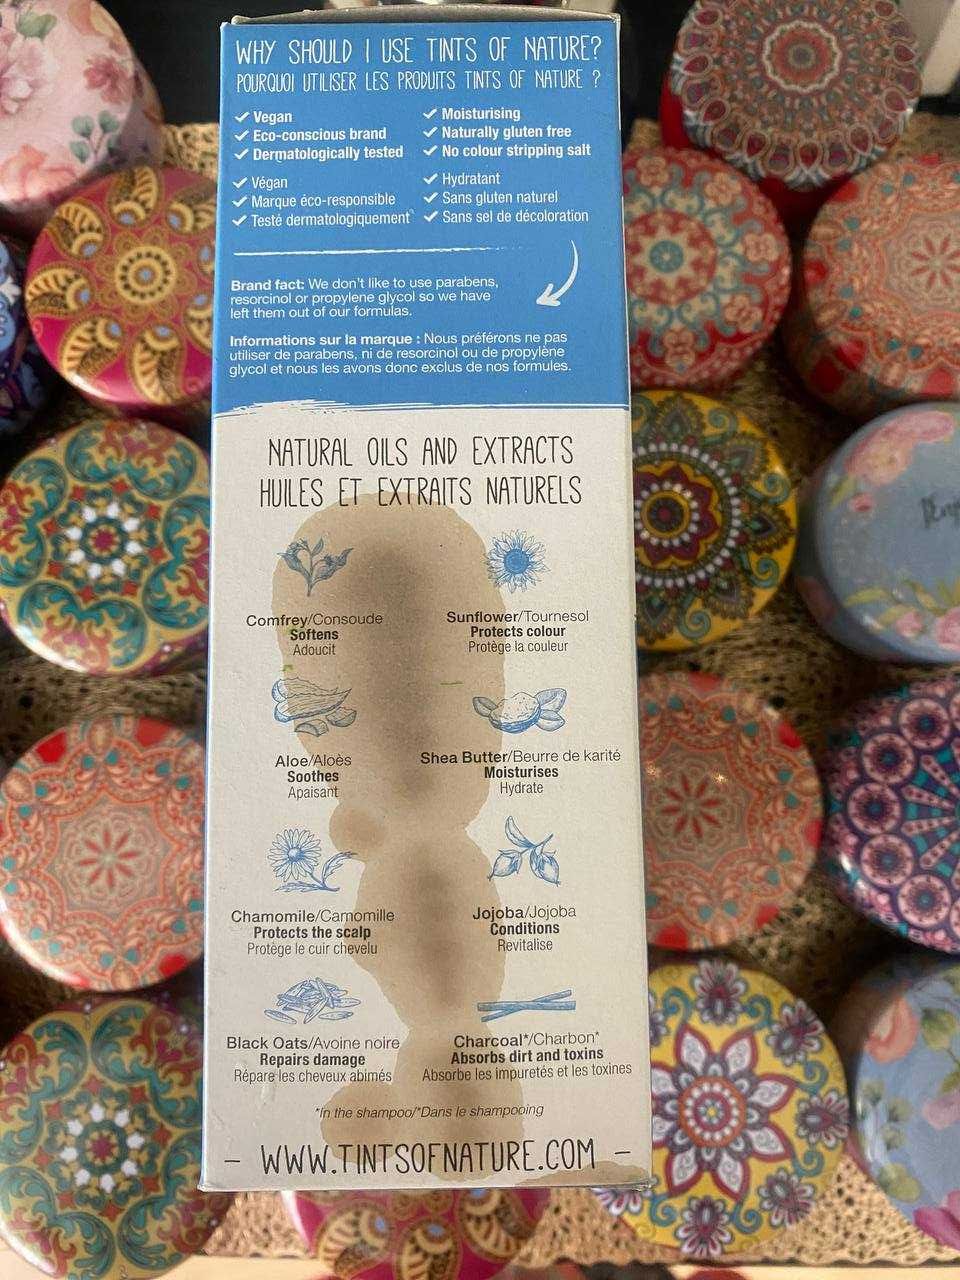 WHY SHOULD I USE TINTS OF NATURE?
POURQUOI UTILISER LES PRODUITS TINTS OF NATURE ?
Vegan
Eco-conscious brand
Dermatologically tested
Moisturising
Naturally gluten free
No colour stripping salt
Végan
Marque éco-responsible
Testé dermatologiquement
Hydratant
Sans gluten naturel
Sans sel de décoloration
Brand fact: We don't like to use parabens,
resorcinol or propylene glycol so we have
left them out of our formulas.
Informations sur la marque : Nous préférons ne pas
utiliser de parabens, ni de resorcinol ou de propylène
glycol et nous les avons donc exclus de nos formules.
NATURAL OILS AND EXTRACTS
HUILES ET EXTRAITS NATURELS
Comfrey/Consoude
Softens
Adoucit
Sunflower/Tournesol
Protects colour
Protège la couleur
Aloe/Aloès
Soothes
Apaisant
Shea Butter/Beurre de karité
Moisturises
Hydrate
Chamomile/Camomille
Protects the scalp
Protège le cuir chevelu
Jojoba/Jojoba
Conditions
Revitalise
Black Oats/Avoine noire
Repairs damage
Répare les cheveux abimés
Charcoal*/Charbon*
Absorbs dirt and toxins
Absorbe les impuretés et les toxines
*In the shampoo/*Dans le shampooing
– WWW.TINTSOFNATURE.COM –